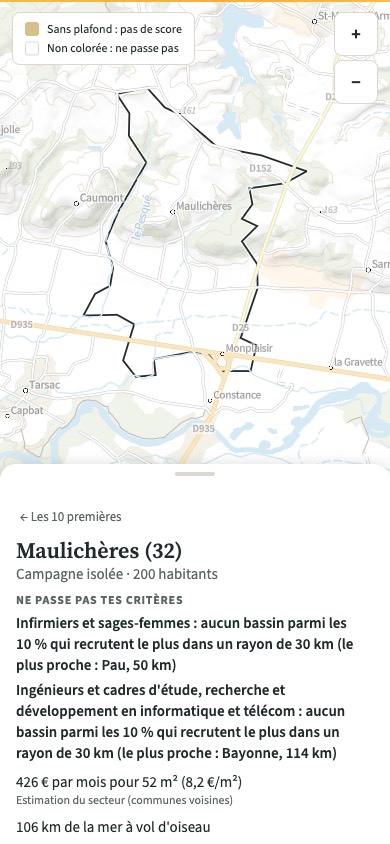 Sans plafond : pas de score
Non colorée : ne passe pas
+
−
161
D152
193
Caumont
le Pesqué
Maulichères
163
D25
D935
Monplaisir
la Gravette
Tarsac
Constance
Capbat
D935
← Les 10 premières
Maulichères (32)
Campagne isolée · 200 habitants
NE PASSE PAS TES CRITÈRES
Infirmiers et sages-femmes : aucun bassin parmi les
10 % qui recrutent le plus dans un rayon de 30 km (le
plus proche : Pau, 50 km)
Ingénieurs et cadres d'étude, recherche et
développement en informatique et télécom : aucun
bassin parmi les 10 % qui recrutent le plus dans un
rayon de 30 km (le plus proche : Bayonne, 114 km)
426 € par mois pour 52 m² (8,2 €/m²)
Estimation du secteur (communes voisines)
106 km de la mer à vol d'oiseau